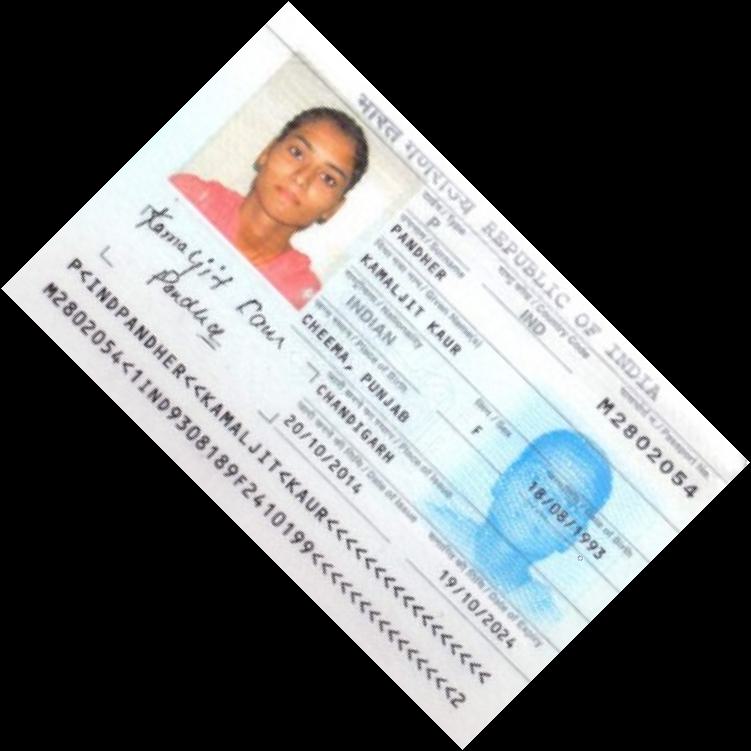 भारत गणराज्य REPUBLIC OF INDIA
टाईप / Type
राष्ट्र कोड / Country Code
पासपोर्ट नं. / Passport No.
P
IND
M2802054
उपनाम / Surname
PANDHER
दिया गया नाम / Given Name(s)
KAMALJIT KAUR
राष्ट्रीयता / Nationality
लिंग / Sex
जन्मतिथि / Date of Birth
INDIAN
F
18/08/1993
जन्म स्थान / Place of Birth
CHEEMA, PUNJAB
जारी करने का स्थान / Place of Issue
CHANDIGARH
जारी करने की तिथि / Date of Issue
समाप्ति की तिथि / Date of Expiry
20/10/2014
19/10/2024
Kamaljit Kaur
Pandher
P<INDPANDHER<<KAMALJIT<KAUR<<<<<<<<<<<<<<<<<
M2802054<1IND9308189F2410199<<<<<<<<<<<<<<<2